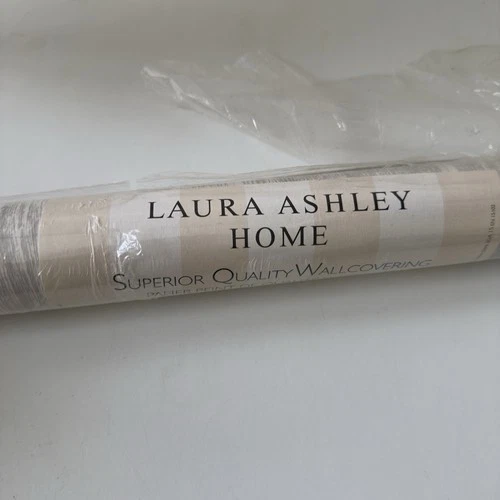 LAURA ASHLEY
HOME
SUPERIOR QUALITY WALLCOVERING